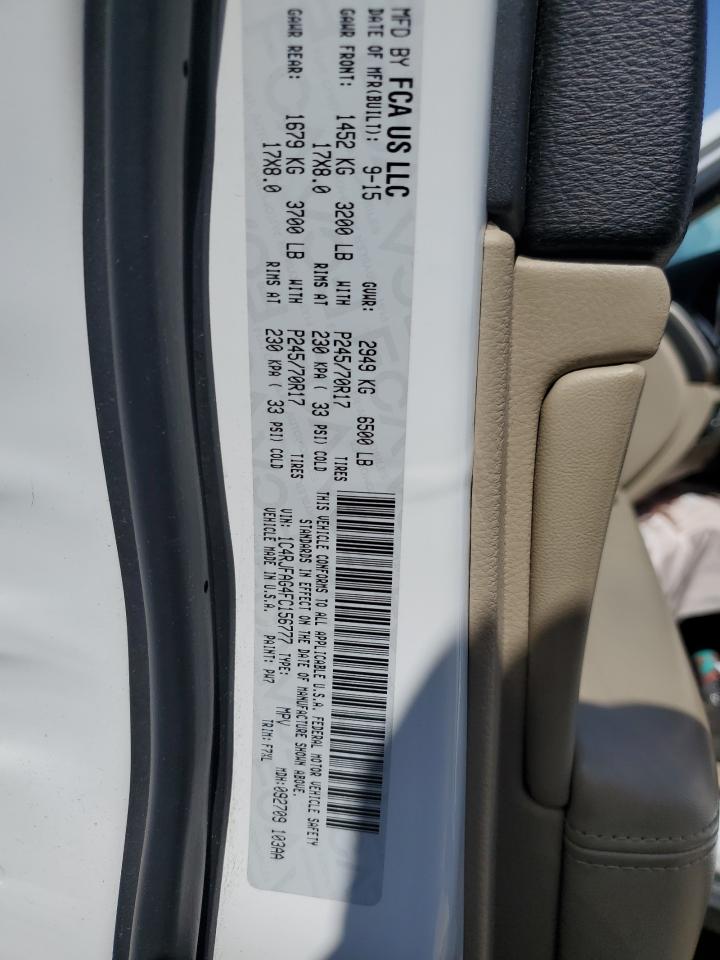 MFD BY FCA US LLC
DATE OF MFR(BUILT): 9-15 GVWR: 2949 KG 6500 LB
GAWR FRONT: 1452 KG 3200 LB WITH P245/70R17 TIRES
17X8.0 RIMS AT 230 KPA ( 33 PSI) COLD
GAWR REAR: 1679 KG 3700 LB WITH P245/70R17 TIRES
17X8.0 RIMS AT 230 KPA ( 33 PSI) COLD
THIS VEHICLE CONFORMS TO ALL APPLICABLE U.S.A. FEDERAL MOTOR VEHICLE SAFETY
STANDARDS IN EFFECT ON THE DATE OF MANUFACTURE SHOWN ABOVE.
VIN: 1C4RJFAG4FC156777 TYPE: MPV MDH:092709 103AA
VEHICLE MADE IN U.S.A. PAINT: PW7 TRIM: F7XL